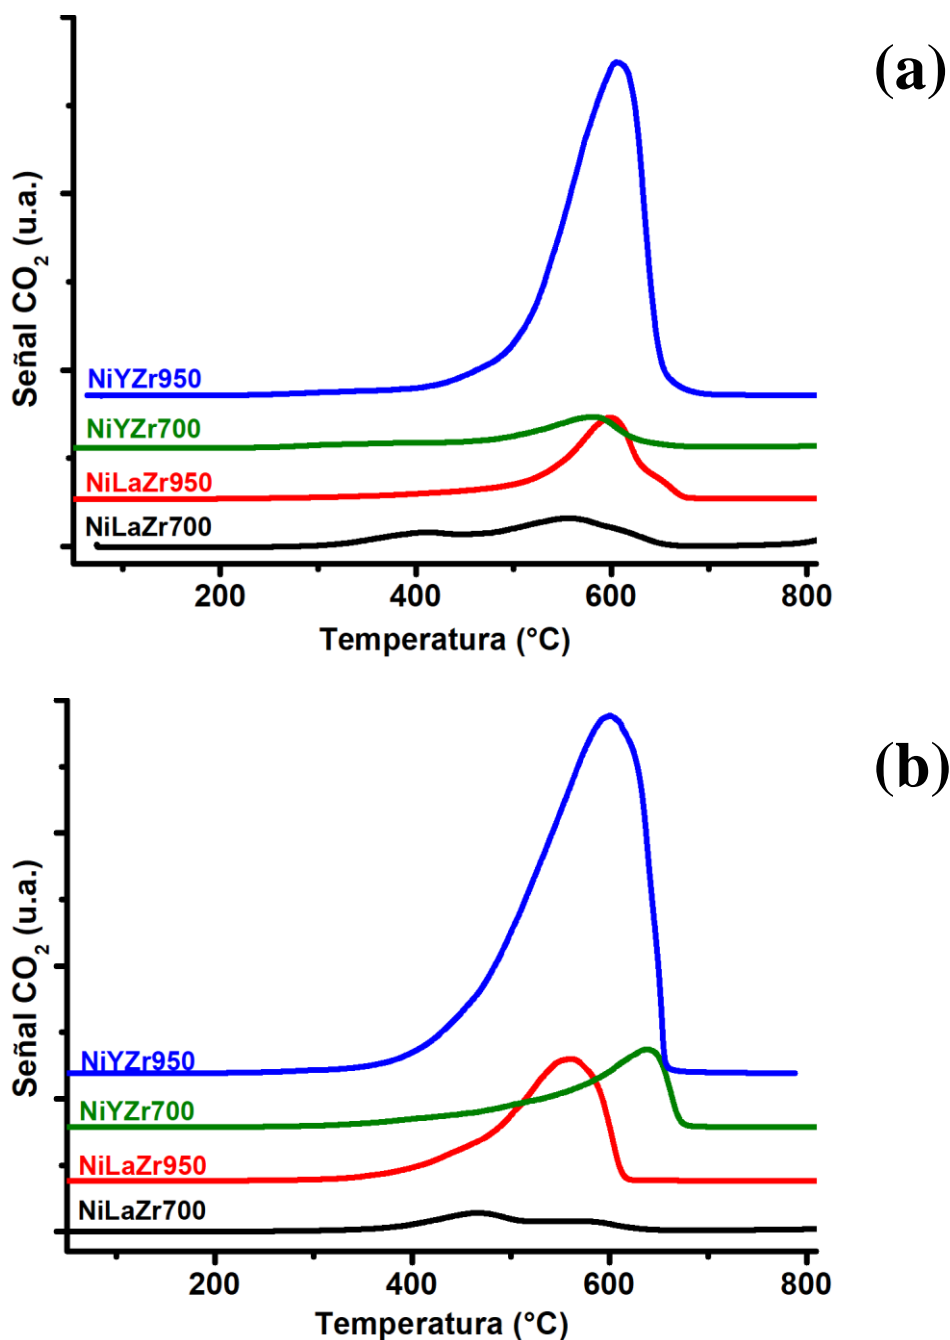 (a)
Señal CO2 (u.a.)
NiYZr950
NiYZr700
NiLaZr950
NiLaZr700
200 400 600 800
Temperatura (°C)
(b)
Señal CO2 (u.a.)
NiYZr950
NiYZr700
NiLaZr950
NiLaZr700
200 400 600 800
Temperatura (°C)